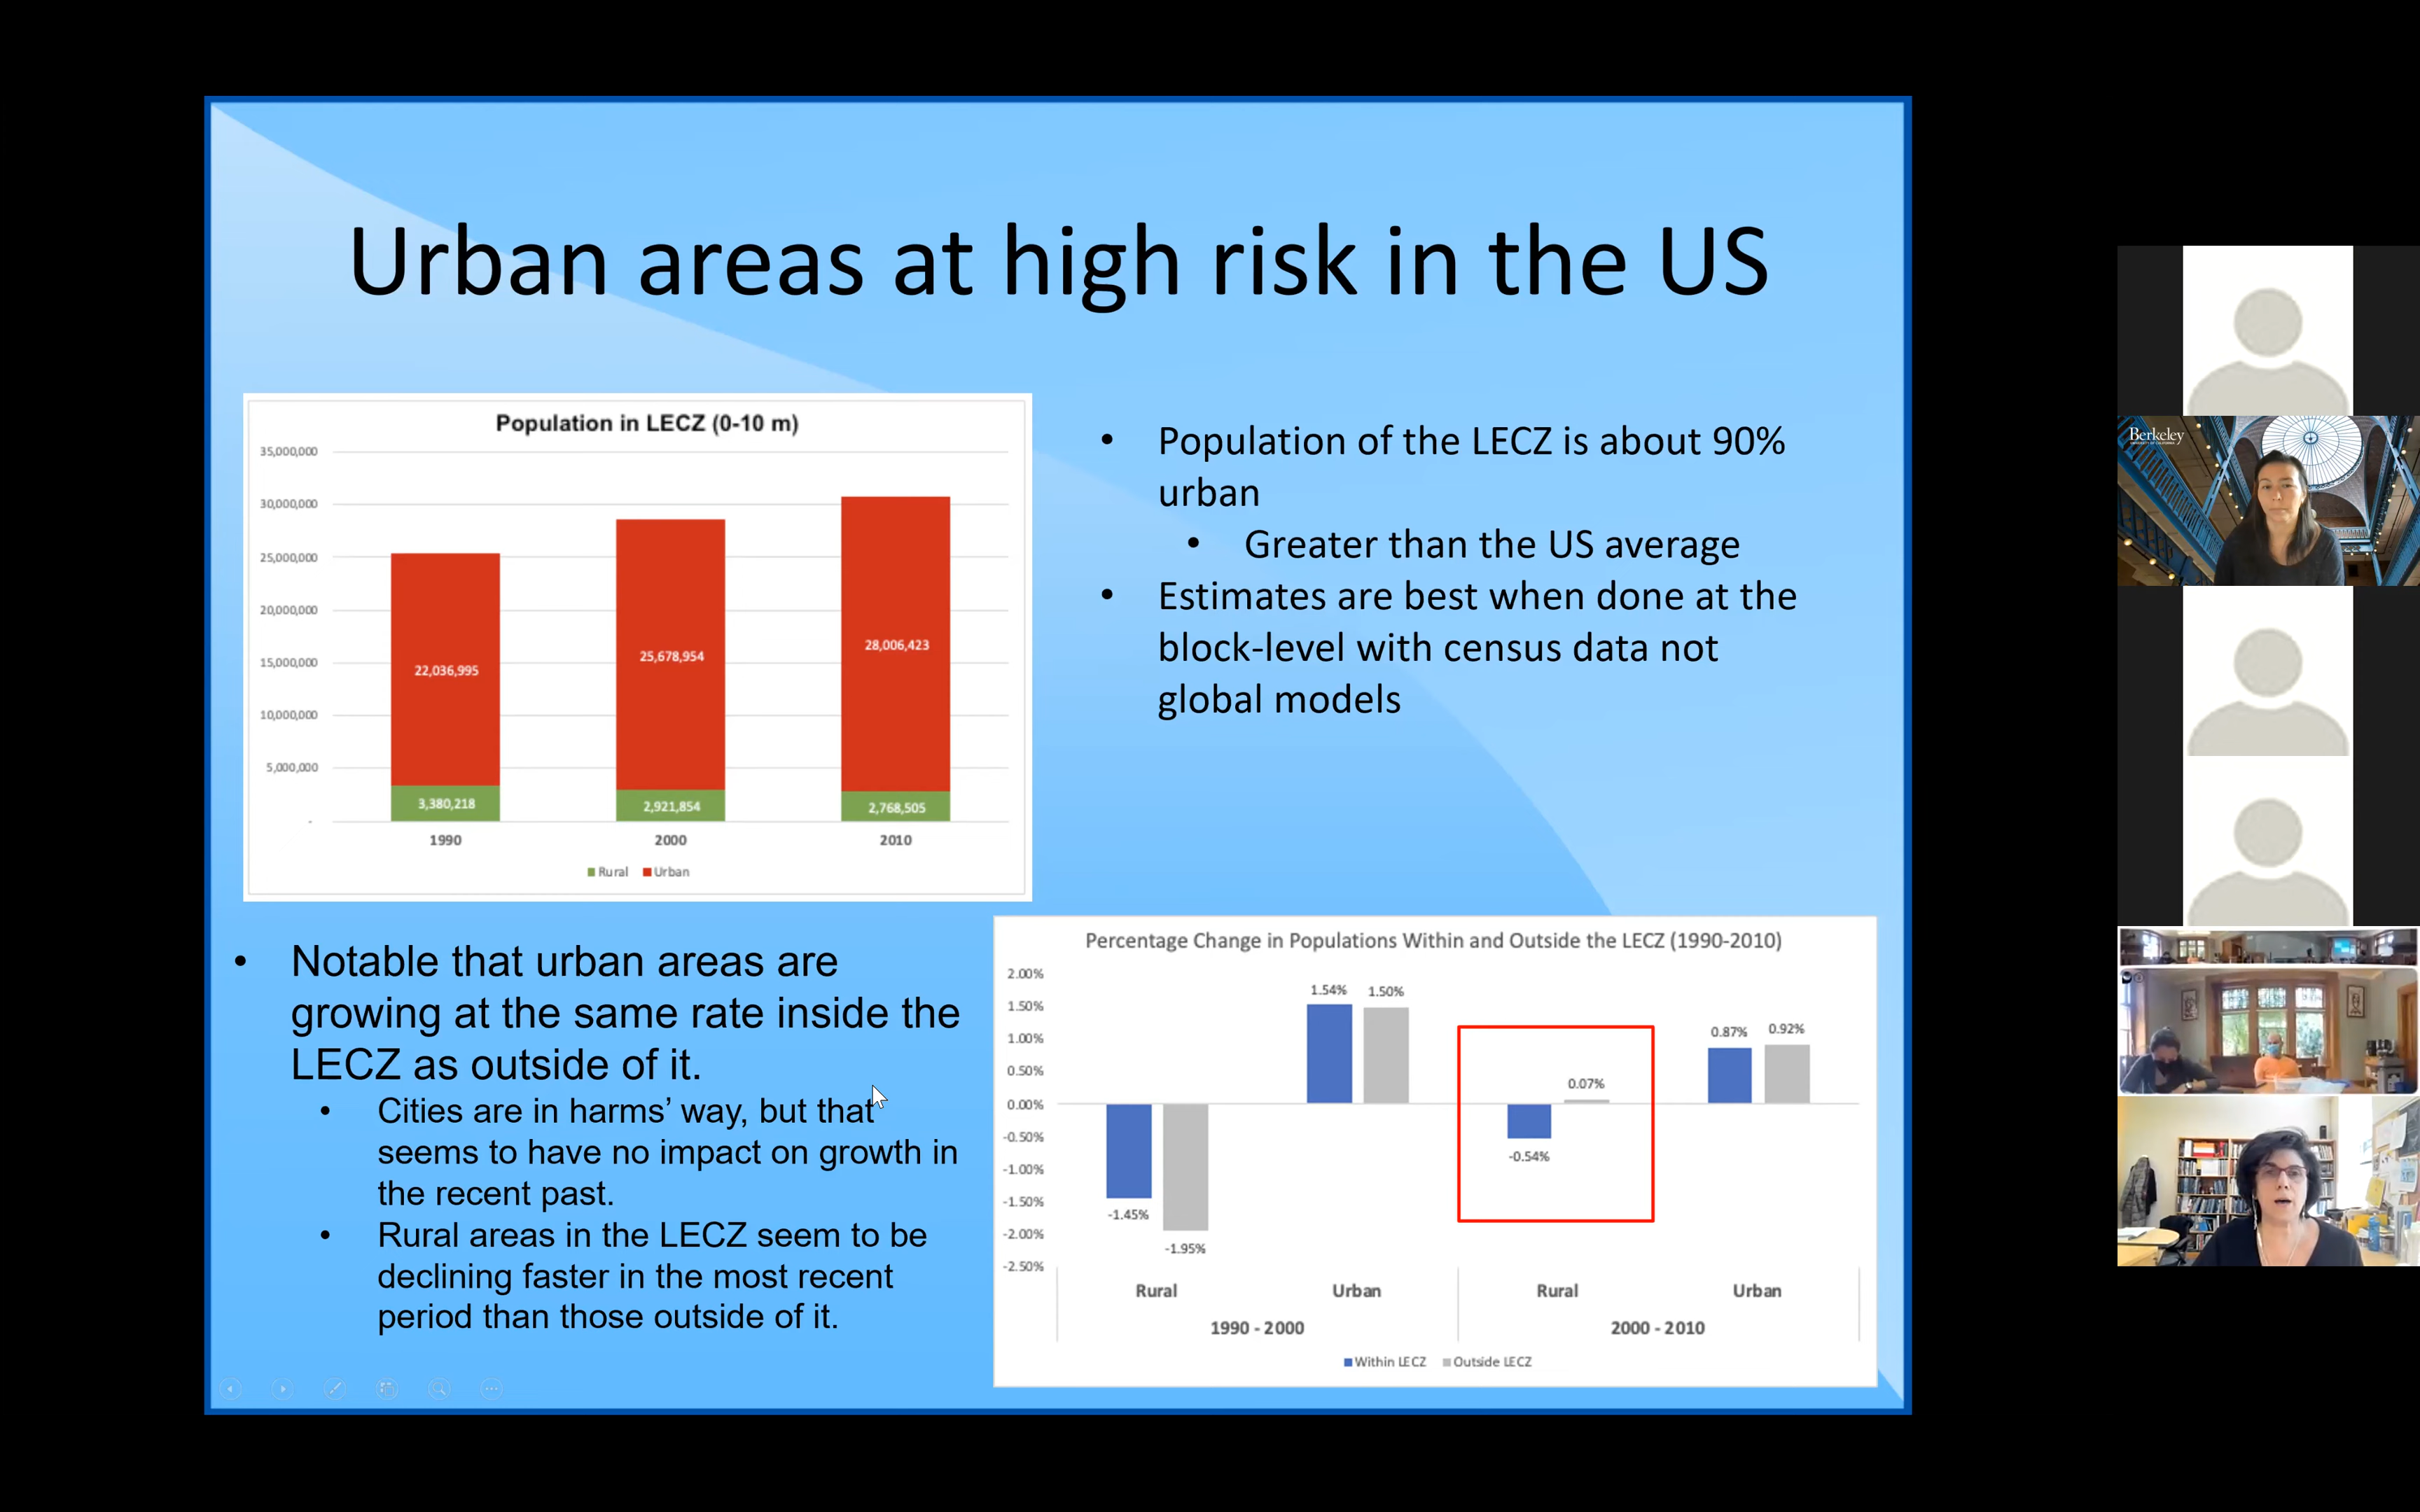 Urban areas at high risk in the US
Population in LECZ (0-10 m)
35,000,000
30,000,000
25,000,000
20,000,000
15,000,000
10,000,000
5,000,000
-
22,036,995
25,678,954
28,006,423
3,380,218
2,921,854
2,768,505
1990
2000
2010
Rural
Urban
• Population of the LECZ is about 90%
urban
• Greater than the US average
• Estimates are best when done at the
block-level with census data not
global models
• Notable that urban areas are
growing at the same rate inside the
LECZ as outside of it.
• Cities are in harms’ way, but that
seems to have no impact on growth in
the recent past.
• Rural areas in the LECZ seem to be
declining faster in the most recent
period than those outside of it.
Percentage Change in Populations Within and Outside the LECZ (1990-2010)
2.00%
1.50%
1.00%
0.50%
0.00%
-0.50%
-1.00%
-1.50%
-2.00%
-2.50%
-1.45%
-1.95%
1.54%
1.50%
-0.54%
0.07%
0.87%
0.92%
Rural
Urban
Rural
Urban
1990 - 2000
2000 - 2010
Within LECZ
Outside LECZ
Berkeley